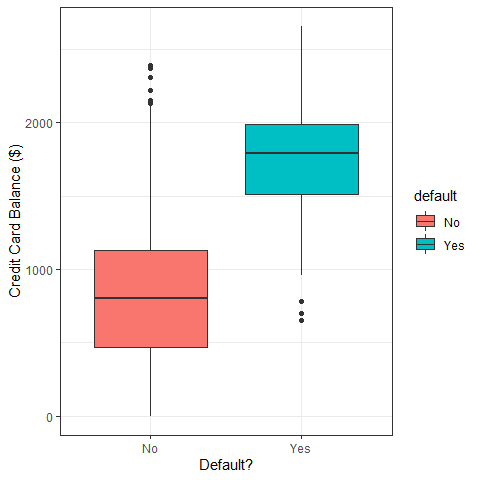 Credit Card Balance ($)
2000
1000
0
No
Yes
Default?
default
No
Yes